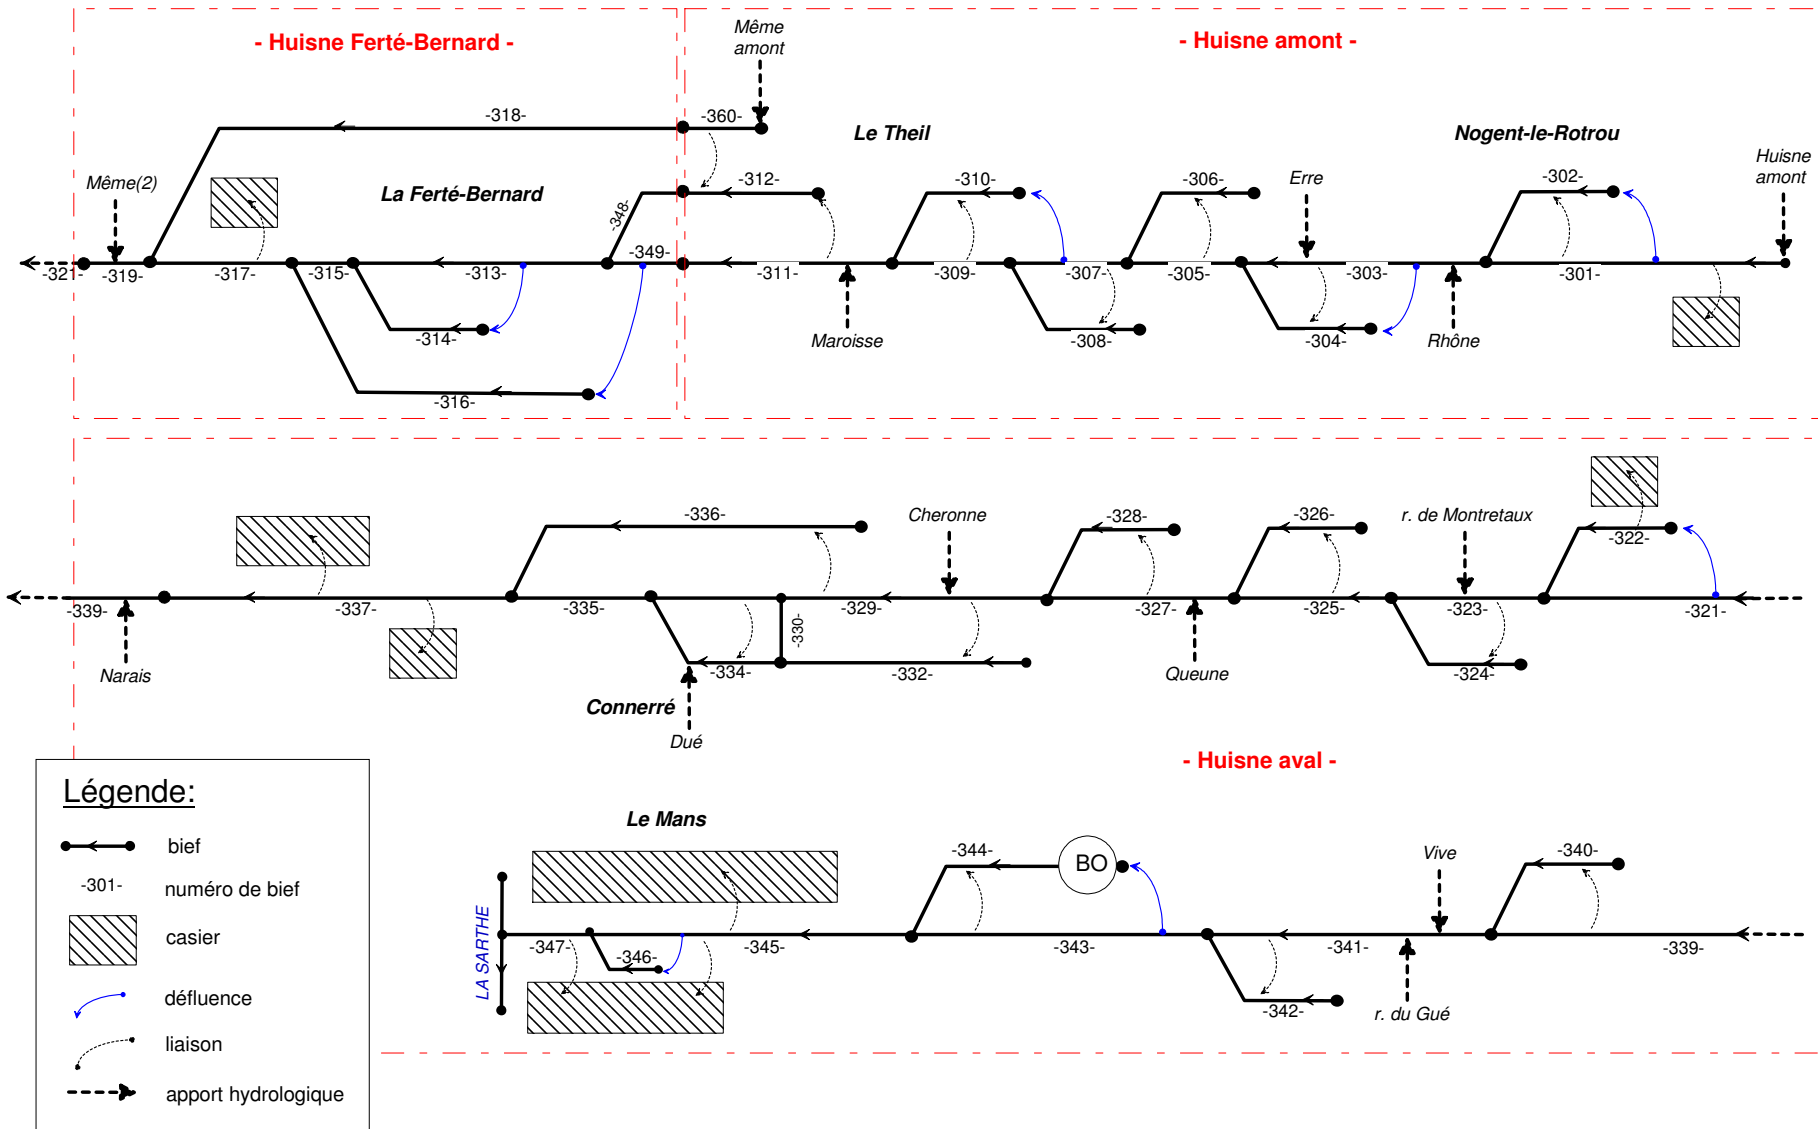 - Huisne Ferté-Bernard -
- Huisne amont -
Même
amont
-318-
-360-
Le Theil
Nogent-le-Rotrou
Huisne
amont
Même(2)
La Ferté-Bernard
-348-
-312-
-310-
-306-
Erre
-302-
-321-
-319-
-317-
-315-
-313-
-349-
-311-
-309-
-307-
-305-
-303-
-301-
-314-
Maroisse
-308-
-304-
Rhône
-316-
-336-
Cheronne
-328-
-326-
r. de Montretaux
-322-
-339-
-337-
-335-
-330-
-329-
-327-
-325-
-323-
-321-
Narais
-334-
-332-
Queune
-324-
Connerré
Dué
- Huisne aval -
Légende:
bief
-301-
numéro de bief
casier
défluence
liaison
apport hydrologique
Le Mans
-344-
BO
Vive
-340-
LA SARTHE
-347-
-346-
-345-
-343-
-341-
-339-
-342-
r. du Gué